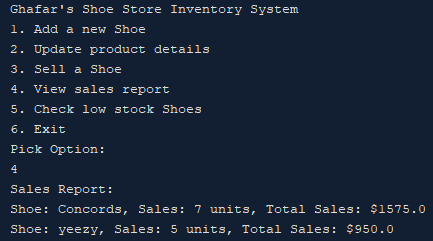 Ghafar's Shoe Store Inventory System
1. Add a new Shoe
2. Update product details
3. Sell a Shoe
4. View sales report
5. Check low stock Shoes
6. Exit
Pick Option:
4
Sales Report:
Shoe: Concords, Sales: 7 units, Total Sales: $1575.0
Shoe: yeezy, Sales: 5 units, Total Sales: $950.0